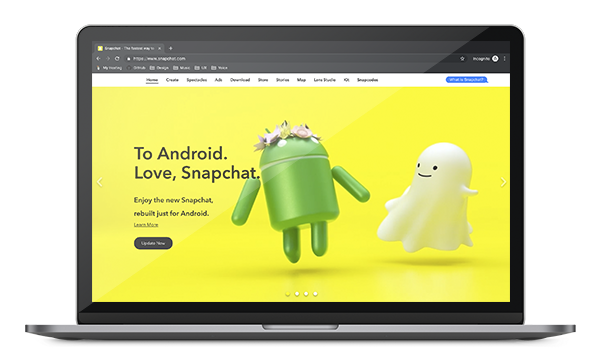 Snapchat - The fastest way to
https://www.snapchat.com
Incognito
My Hosting GitHub Design Music UX Voice
Home Create Spectacles Ads Download Store Stories Map Lens Studio Kit Snapcodes What is Snapchat?
To Android.
Love, Snapchat.
Enjoy the new Snapchat,
rebuilt just for Android.
Learn More
Update Now